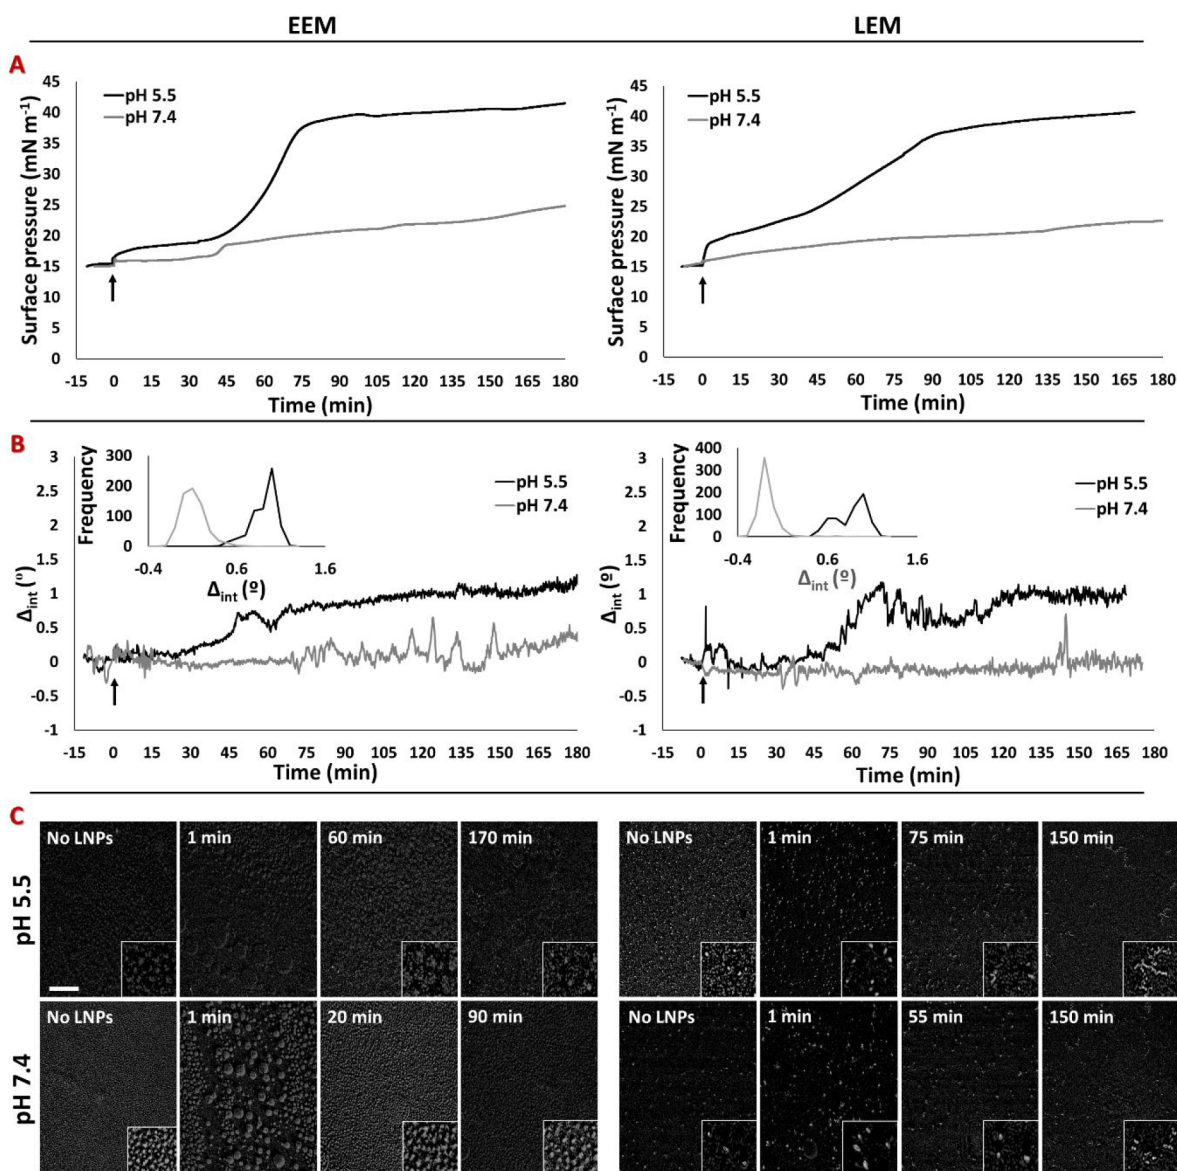 EEM LEM
A
Surface pressure (mN m⁻¹)
45
40
35
30
25
20
15
10
5
0
pH 5.5
pH 7.4
-15 0 15 30 45 60 75 90 105 120 135 150 165 180
Time (min)
Surface pressure (mN m⁻¹)
45
40
35
30
25
20
15
10
5
0
pH 5.5
pH 7.4
-15 0 15 30 45 60 75 90 105 120 135 150 165 180
Time (min)
B
Δint (º)
3
2.5
2
1.5
1
0.5
0
-0.5
-1
Frequency
300
200
100
0
-0.4 0.6 1.6
Δint (º)
pH 5.5
pH 7.4
-15 0 15 30 45 60 75 90 105 120 135 150 165 180
Time (min)
Δint (º)
3
2.5
2
1.5
1
0.5
0
-0.5
-1
Frequency
400
300
200
100
0
-0.4 0.6 1.6
Δint (º)
pH 5.5
pH 7.4
-15 0 15 30 45 60 75 90 105 120 135 150 165 180
Time (min)
C
pH 5.5
No LNPs 1 min 60 min 170 min No LNPs 1 min 75 min 150 min
pH 7.4
No LNPs 1 min 20 min 90 min No LNPs 1 min 55 min 150 min